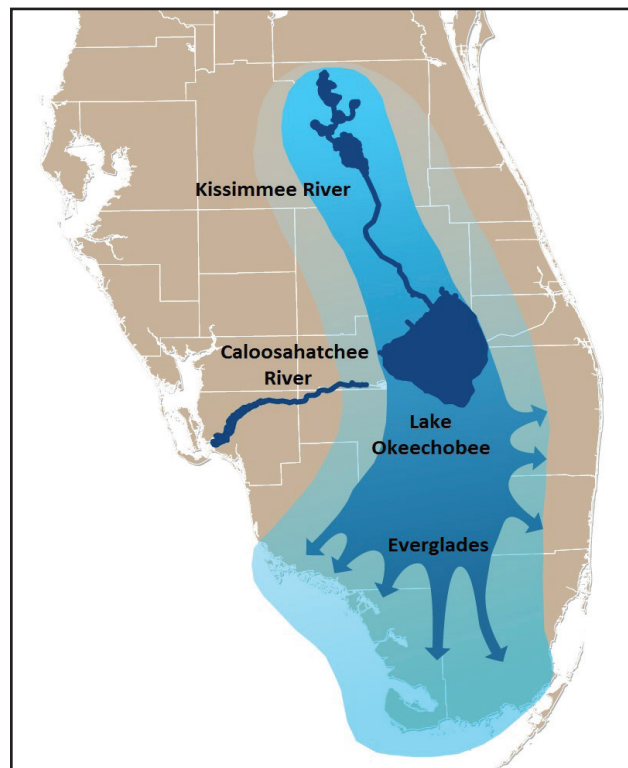 Kissimmee River
Caloosahatchee
River
Lake
Okeechobee
Everglades